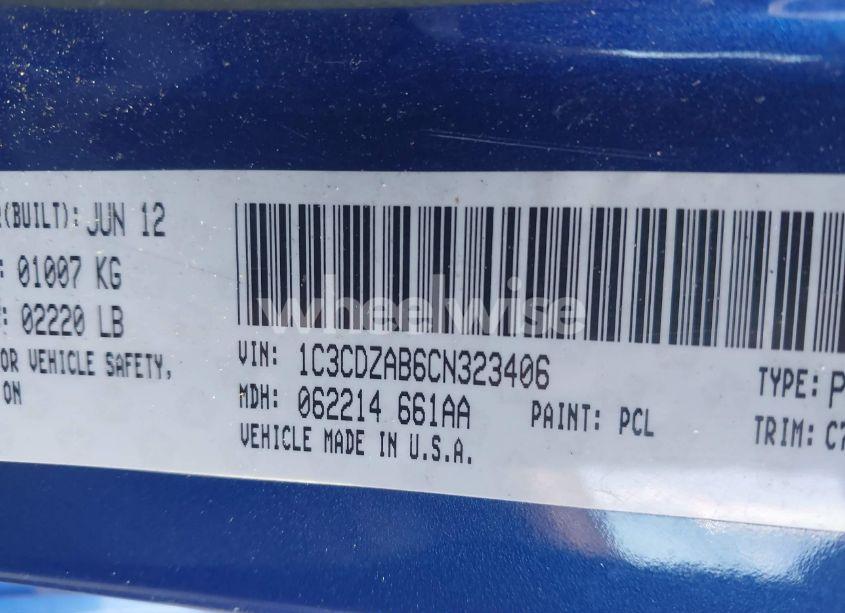 R(BUILT): JUN 12
: 01007 KG
: 02220 LB
OR VEHICLE SAFETY,
ON
wheelwise
VIN: 1C3CDZAB6CN323406
MDH: 062214 661AA
PAINT: PCL
VEHICLE MADE IN U.S.A.
TYPE: P
TRIM: C7